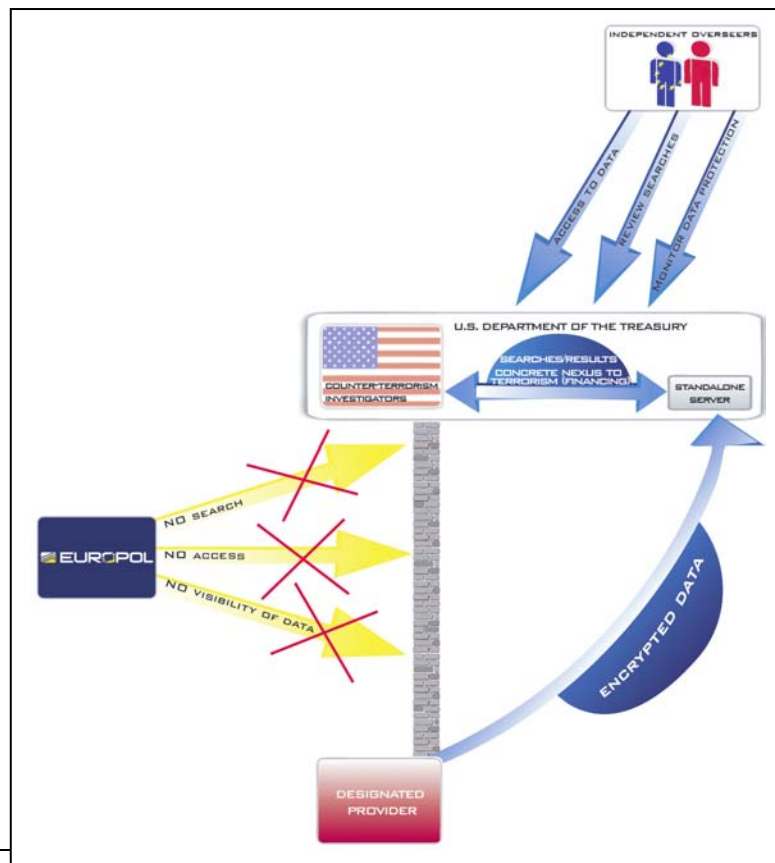 INDEPENDENT OVERSEERS
ACCESS TO DATA
REVIEW SEARCHES
MONITOR DATA PROTECTION
U.S. DEPARTMENT OF THE TREASURY
SEARCHES/RESULTS
CONCRETE NEXUS TO
TERRORISM (FINANCING)
COUNTER-TERRORISM
INVESTIGATORS
STANDALONE
SERVER
NO SEARCH
EUROPOL
NO ACCESS
NO VISIBILITY OF DATA
ENCRYPTED DATA
DESIGNATED
PROVIDER